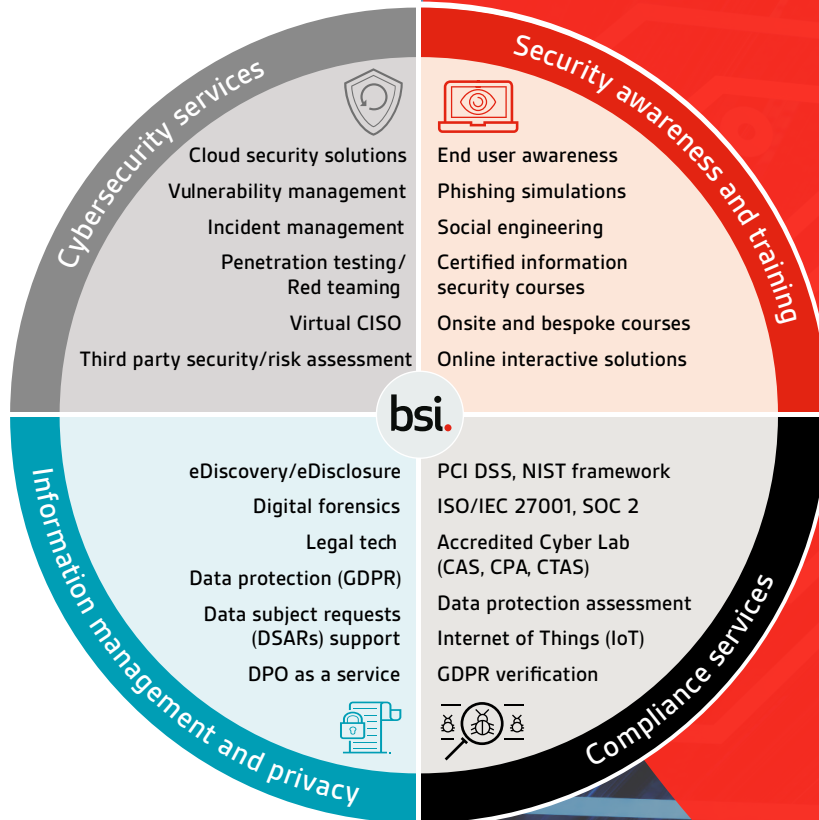 Cybersecurity services
Cloud security solutions
Vulnerability management
Incident management
Penetration testing/
Red teaming
Virtual CISO
Third party security/risk assessment
Security awareness and training
End user awareness
Phishing simulations
Social engineering
Certified information
security courses
Onsite and bespoke courses
Online interactive solutions
bsi.
Information management and privacy
eDiscovery/eDisclosure
Digital forensics
Legal tech
Data protection (GDPR)
Data subject requests
(DSARs) support
DPO as a service
Compliance services
PCI DSS, NIST framework
ISO/IEC 27001, SOC 2
Accredited Cyber Lab
(CAS, CPA, CTAS)
Data protection assessment
Internet of Things (IoT)
GDPR verification